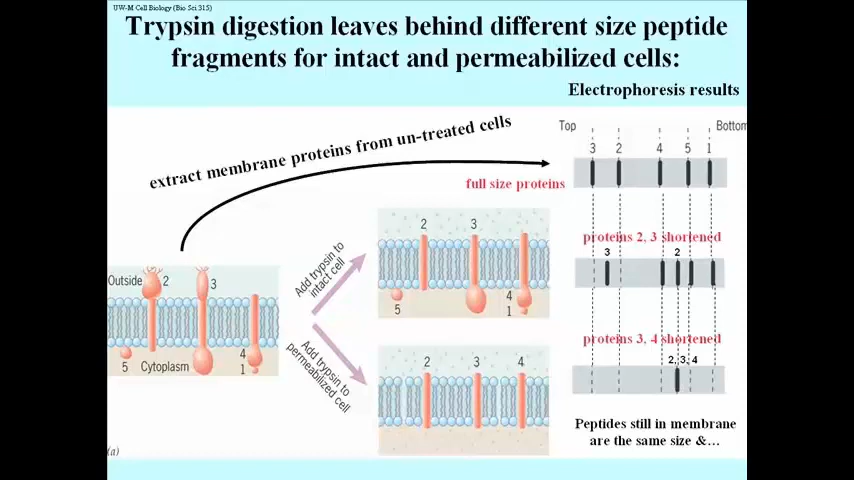 UW-M Cell Biology (Bio Sci 315)
Trypsin digestion leaves behind different size peptide
fragments for intact and permeabilized cells:
Electrophoresis results
extract membrane proteins from un-treated cells
Top
Bottom
3 2 4 5 1
full size proteins
proteins 2, 3 shortened
3 2
proteins 3, 4 shortened
2, 3, 4
Outside
2
3
5
Cytoplasm
4
1
Add trypsin to
intact cell
2
3
5
4
1
Add trypsin to
permeabilized cell
2
3
4
Peptides still in membrane
are the same size &...
(a)